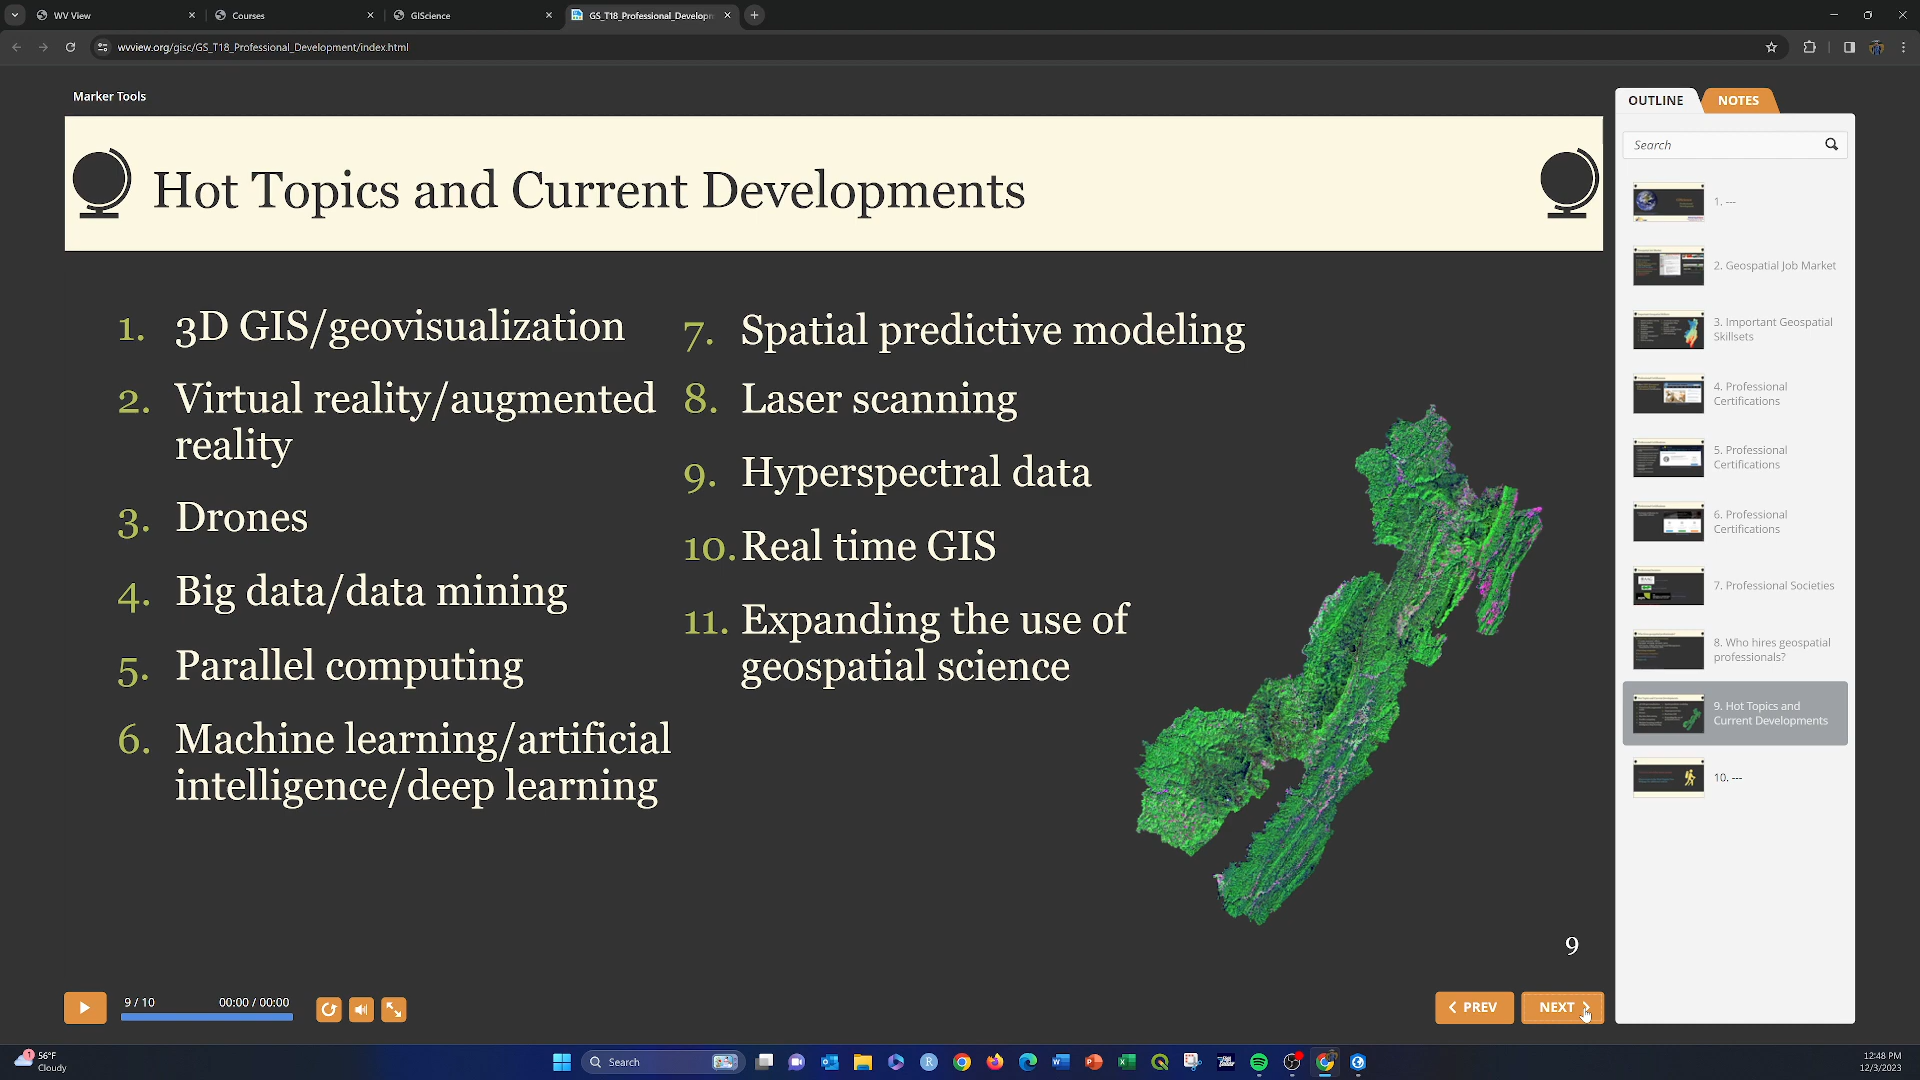 WV View
Courses
GIScience
GS_T18_Professional_Developm
wvview.org/gisc/GS_T18_Professional_Development/index.html
Marker Tools
OUTLINE
NOTES
Hot Topics and Current Developments
Search
1. ---
2. Geospatial Job Market
3. Important Geospatial
Skillsets
4. Professional
Certifications
5. Professional
Certifications
6. Professional
Certifications
7. Professional Societies
8. Who hires geospatial
professionals?
9. Hot Topics and
Current Developments
10. ---
1. 3D GIS/geovisualization
2. Virtual reality/augmented
reality
3. Drones
4. Big data/data mining
5. Parallel computing
6. Machine learning/artificial
intelligence/deep learning
7. Spatial predictive modeling
8. Laser scanning
9. Hyperspectral data
10. Real time GIS
11. Expanding the use of
geospatial science
9
9 / 10
00:00 / 00:00
PREV
NEXT
1
56°F
Cloudy
Search
12:48 PM
12/3/2023